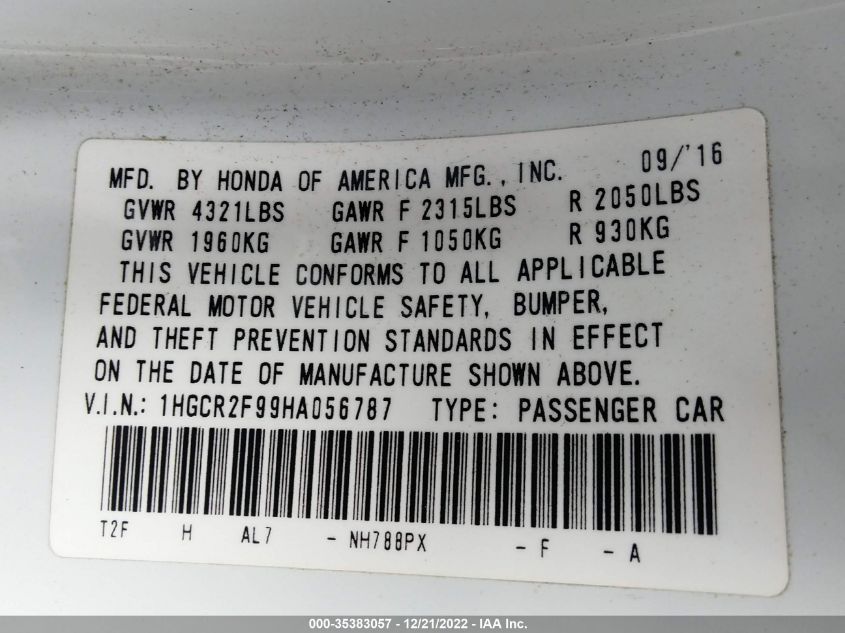 MFD. BY HONDA OF AMERICA MFG., INC. 09/'16
GVWR 4321LBS GAWR F 2315LBS R 2050LBS
GVWR 1960KG GAWR F 1050KG R 930KG
THIS VEHICLE CONFORMS TO ALL APPLICABLE
FEDERAL MOTOR VEHICLE SAFETY, BUMPER,
AND THEFT PREVENTION STANDARDS IN EFFECT
ON THE DATE OF MANUFACTURE SHOWN ABOVE.
V.I.N.: 1HGCR2F99HA056787 TYPE: PASSENGER CAR
T2F H AL7 - NH788PX - F - A
000-35383057 - 12/21/2022 - IAA Inc.